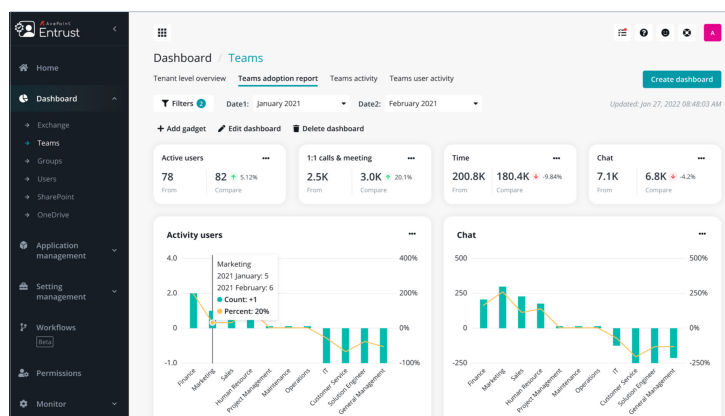 AvePoint
Entrust
Home
Dashboard
Exchange
Teams
Groups
Users
SharePoint
OneDrive
Application
management
Setting
management
Workflows
Beta
Permissions
Monitor
A
Dashboard / Teams
Tenant level overview Teams adoption report Teams activity Teams user activity
Create dashboard
Filters 2 Date1: January 2021 Date2: February 2021
Updated: Jan 27, 2022 08:48:03 AM
+ Add gadget Edit dashboard Delete dashboard
Active users
78 82 5.12%
From Compare
1:1 calls & meeting
2.5K 3.0K 20.1%
From Compare
Time
200.8K 180.4K -9.84%
From Compare
Chat
7.1K 6.8K -4.2%
From Compare
Activity users
4.0 400%
2.0 200%
0 0%
-1.0 -100%
Marketing
2021 January: 5
2021 February: 6
Count: +1
Percent: 20%
Finance
Marketing
Sales
Human Resource
Project Management
Maintenance
Operations
IT
Customer Service
Solution Engineer
General Management
Chat
500 500%
250 250%
0 0%
-250 -250%
Finance
Marketing
Sales
Human Resource
Project Management
Maintenance
Operations
IT
Customer Service
Solution Engineer
General Management